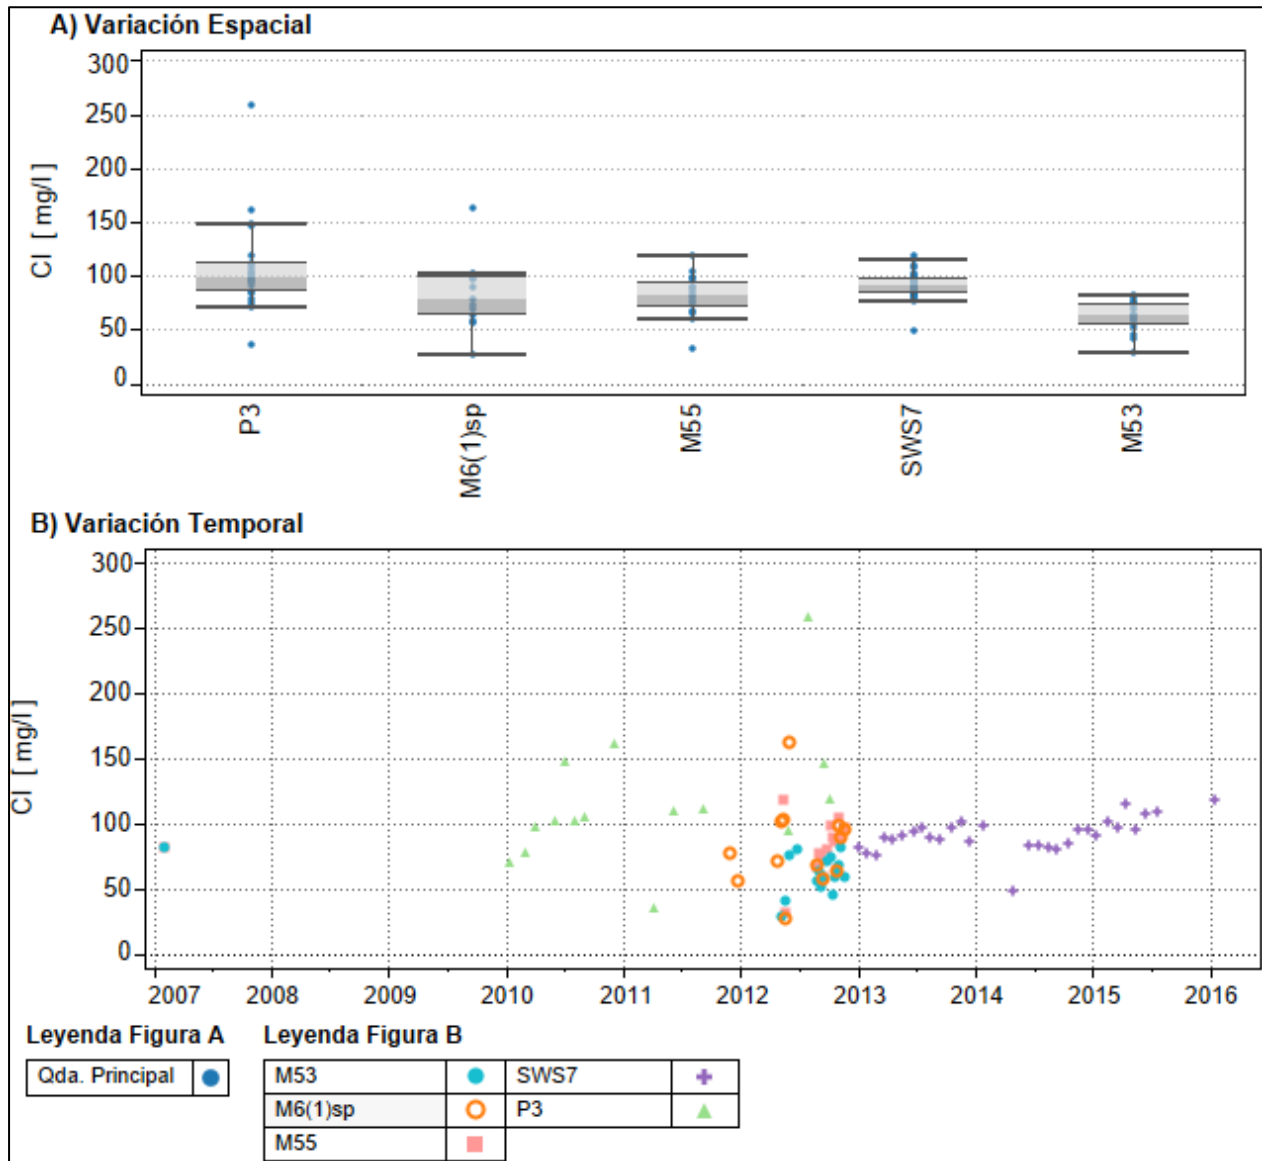 A) Variación Espacial
300
250
200
150
100
50
0
Cl [ mg/l ]
P3
M6(1)sp
M55
SWS7
M53
B) Variación Temporal
300
250
200
150
100
50
0
Cl [ mg/l ]
2007 2008 2009 2010 2011 2012 2013 2014 2015 2016
Leyenda Figura A
Qda. Principal
Leyenda Figura B
M53 SWS7
M6(1)sp P3
M55